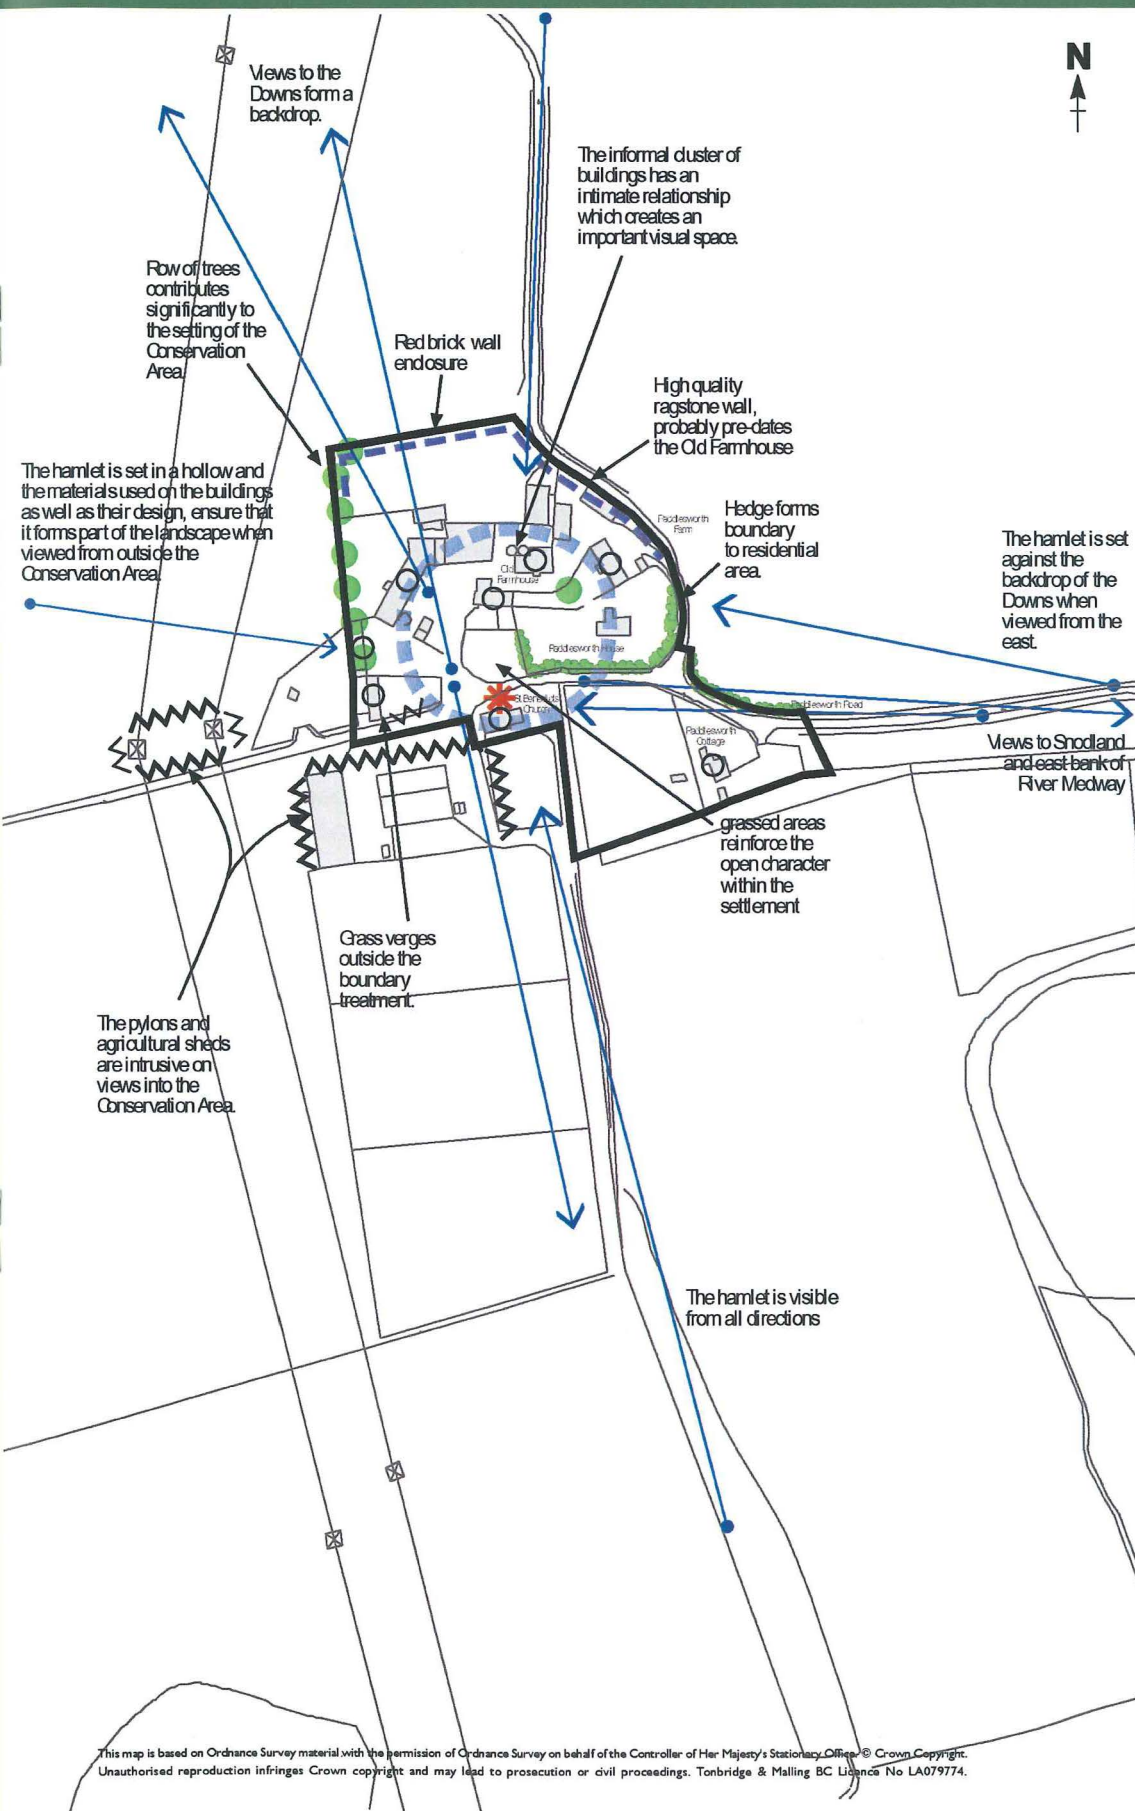 N
Views to the
Downs form a
backdrop.
The informal cluster of
buildings has an
intimate relationship
which creates an
important visual space.
Row of trees
contributes
significantly to
the setting of the
Conservation
Area.
Red brick wall
enclosure
High quality
ragstone wall,
probably pre-dates
the Old Farmhouse
The hamlet is set in a hollow and
the materials used on the buildings
as well as their design, ensure that
it forms part of the landscape when
viewed from outside the
Conservation Area.
Paddlesworth
Farm
Hedge forms
boundary
to residential
area.
The hamlet is set
against the
backdrop of the
Downs when
viewed from the
east.
Old
Farmhouse
Paddlesworth House
St Benedict's
Church
Paddlesworth Road
Paddlesworth
Cottage
Views to Snodland
and east bank of
River Medway
grassed areas
reinforce the
open character
within the
settlement
Grass verges
outside the
boundary
treatment.
The pylons and
agricultural sheds
are intrusive on
views into the
Conservation Area.
The hamlet is visible
from all directions
This map is based on Ordnance Survey material with the permission of Ordnance Survey on behalf of the Controller of Her Majesty's Stationery Office. © Crown Copyright.
Unauthorised reproduction infringes Crown copyright and may lead to prosecution or civil proceedings. Tonbridge & Malling BC Licence No LA079774.